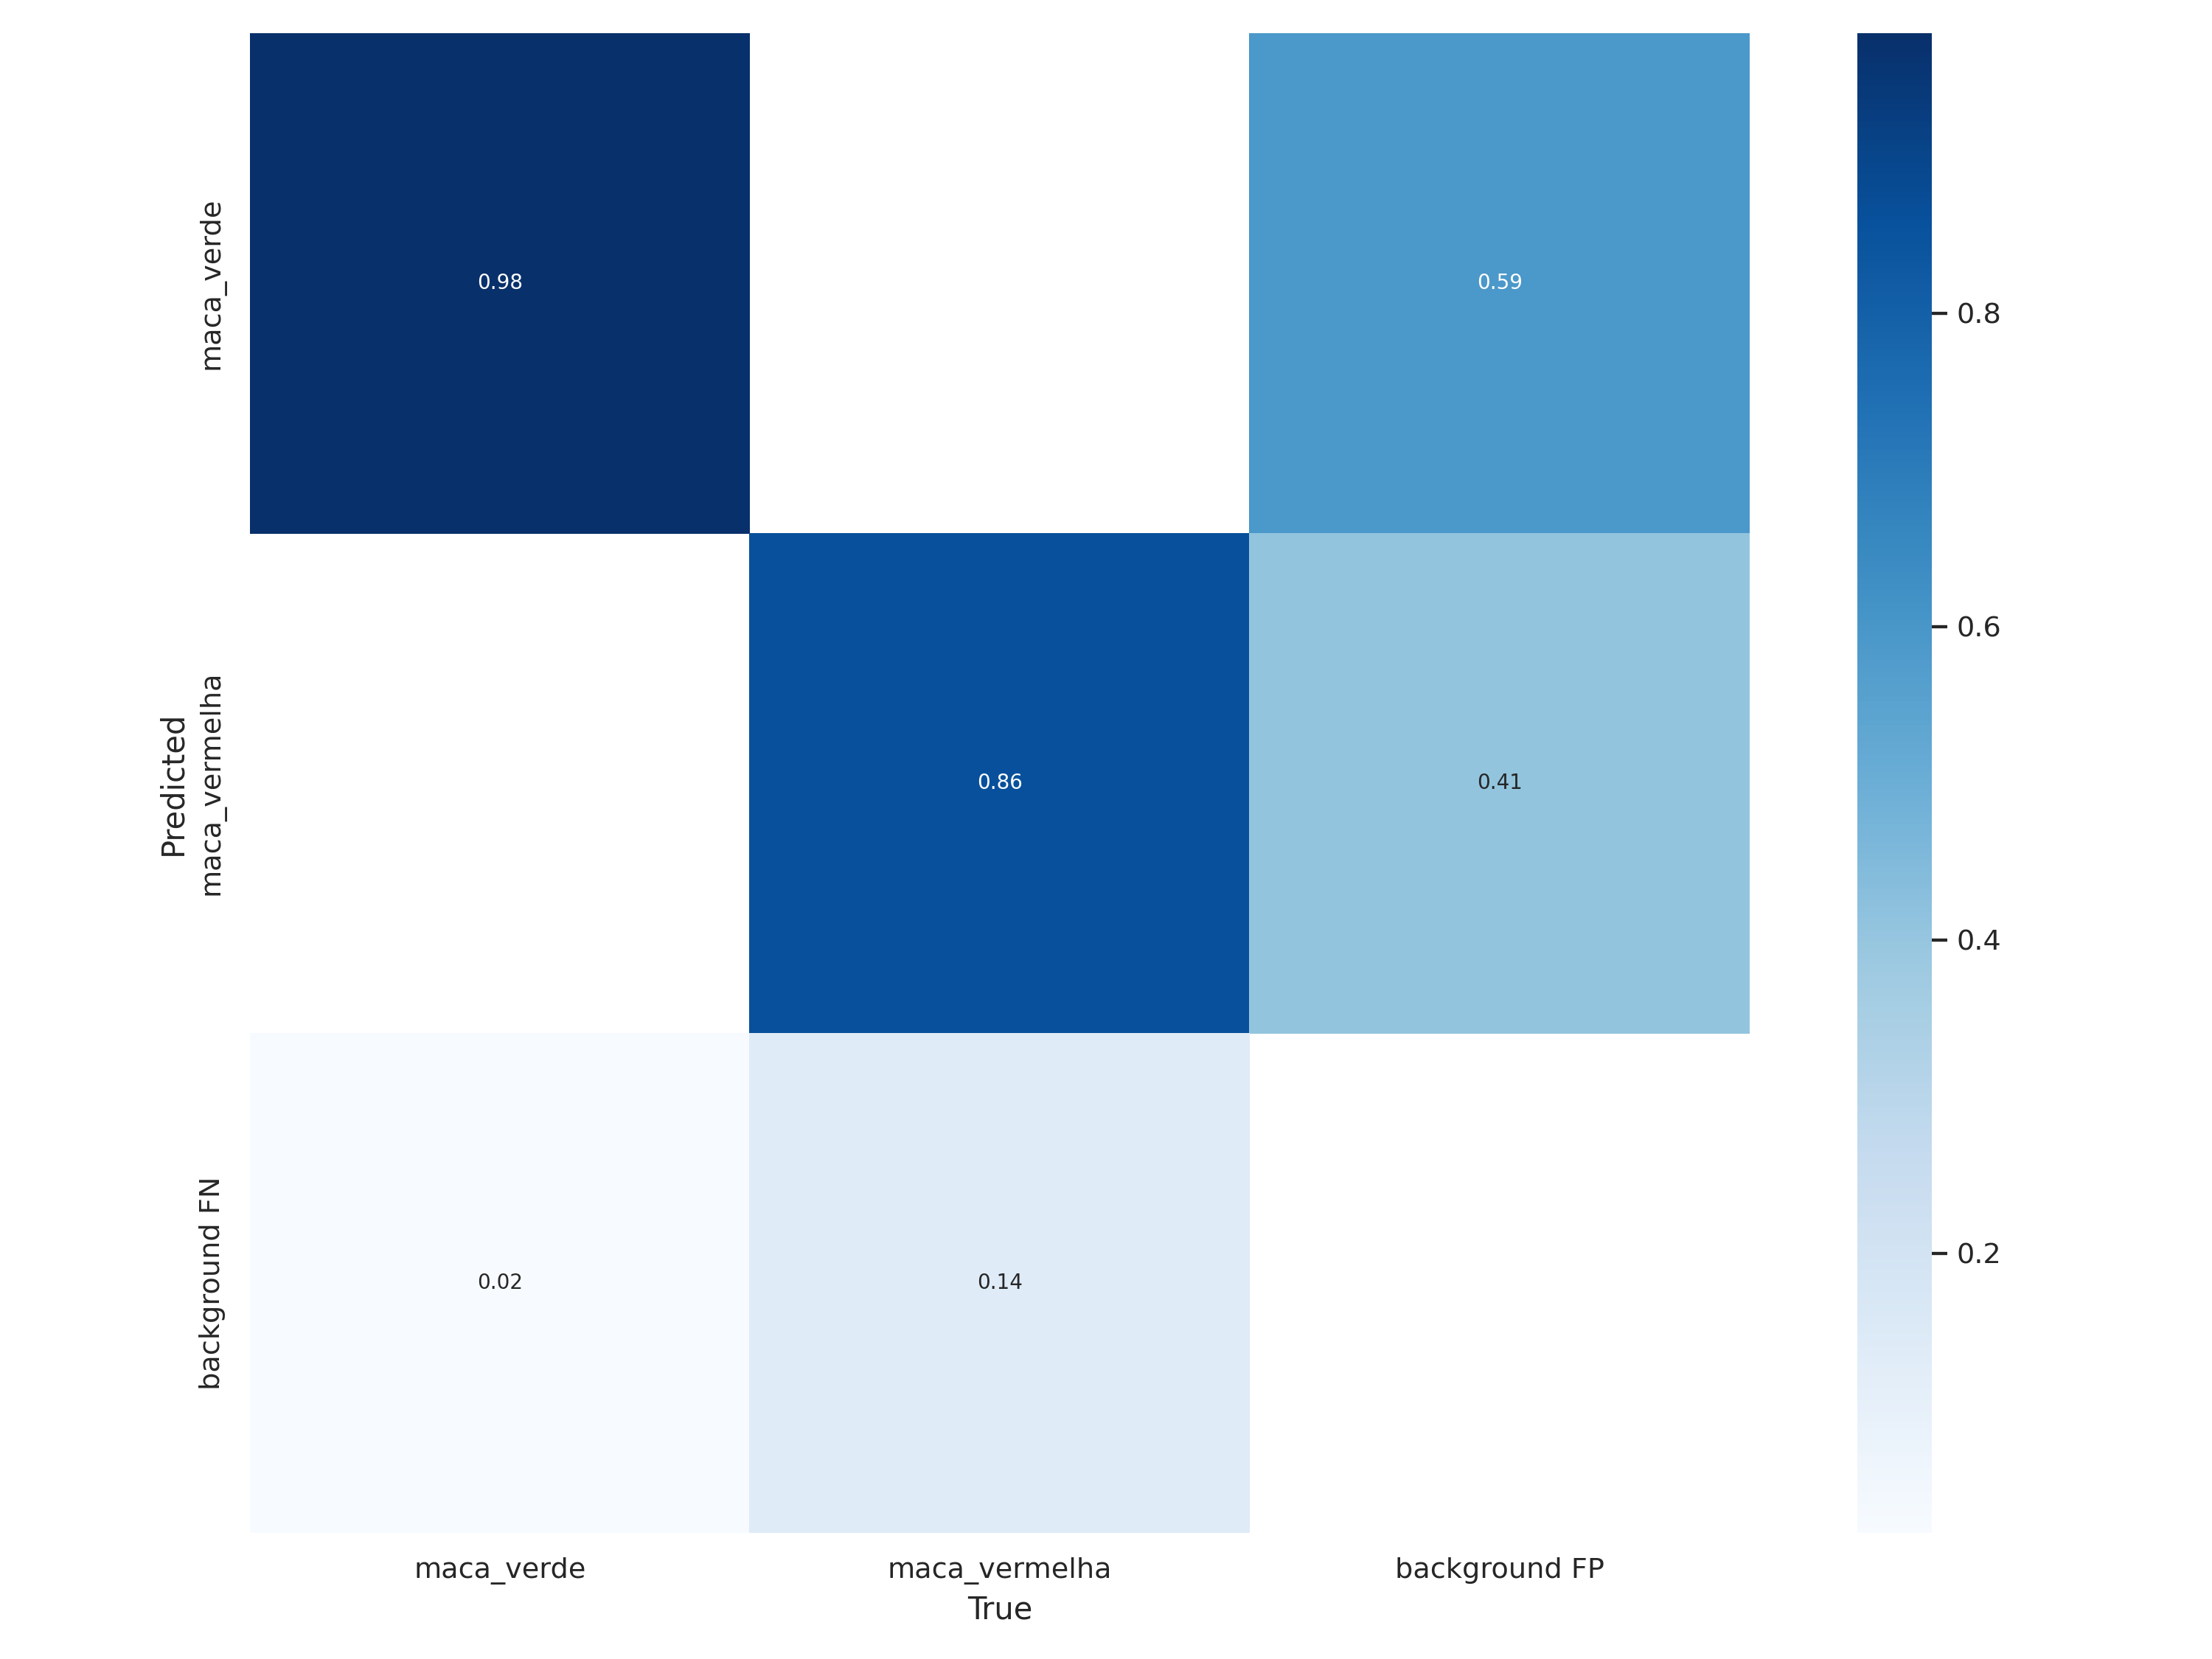 maca_verde
0.98
0.59
0.8
0.6
Predicted
maca_vermelha
0.86
0.41
0.4
background FN
0.02
0.14
0.2
maca_verde
maca_vermelha
background FP
True